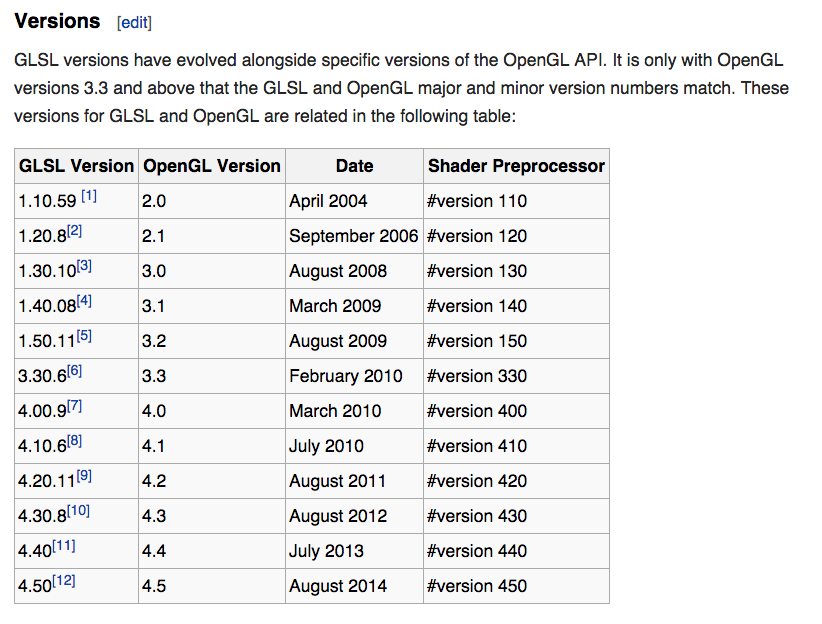 Versions [edit]
GLSL versions have evolved alongside specific versions of the OpenGL API. It is only with OpenGL
versions 3.3 and above that the GLSL and OpenGL major and minor version numbers match. These
versions for GLSL and OpenGL are related in the following table:
GLSL Version OpenGL Version Date Shader Preprocessor
1.10.59 [1] 2.0 April 2004 #version 110
1.20.8[2] 2.1 September 2006 #version 120
1.30.10[3] 3.0 August 2008 #version 130
1.40.08[4] 3.1 March 2009 #version 140
1.50.11[5] 3.2 August 2009 #version 150
3.30.6[6] 3.3 February 2010 #version 330
4.00.9[7] 4.0 March 2010 #version 400
4.10.6[8] 4.1 July 2010 #version 410
4.20.11[9] 4.2 August 2011 #version 420
4.30.8[10] 4.3 August 2012 #version 430
4.40[11] 4.4 July 2013 #version 440
4.50[12] 4.5 August 2014 #version 450